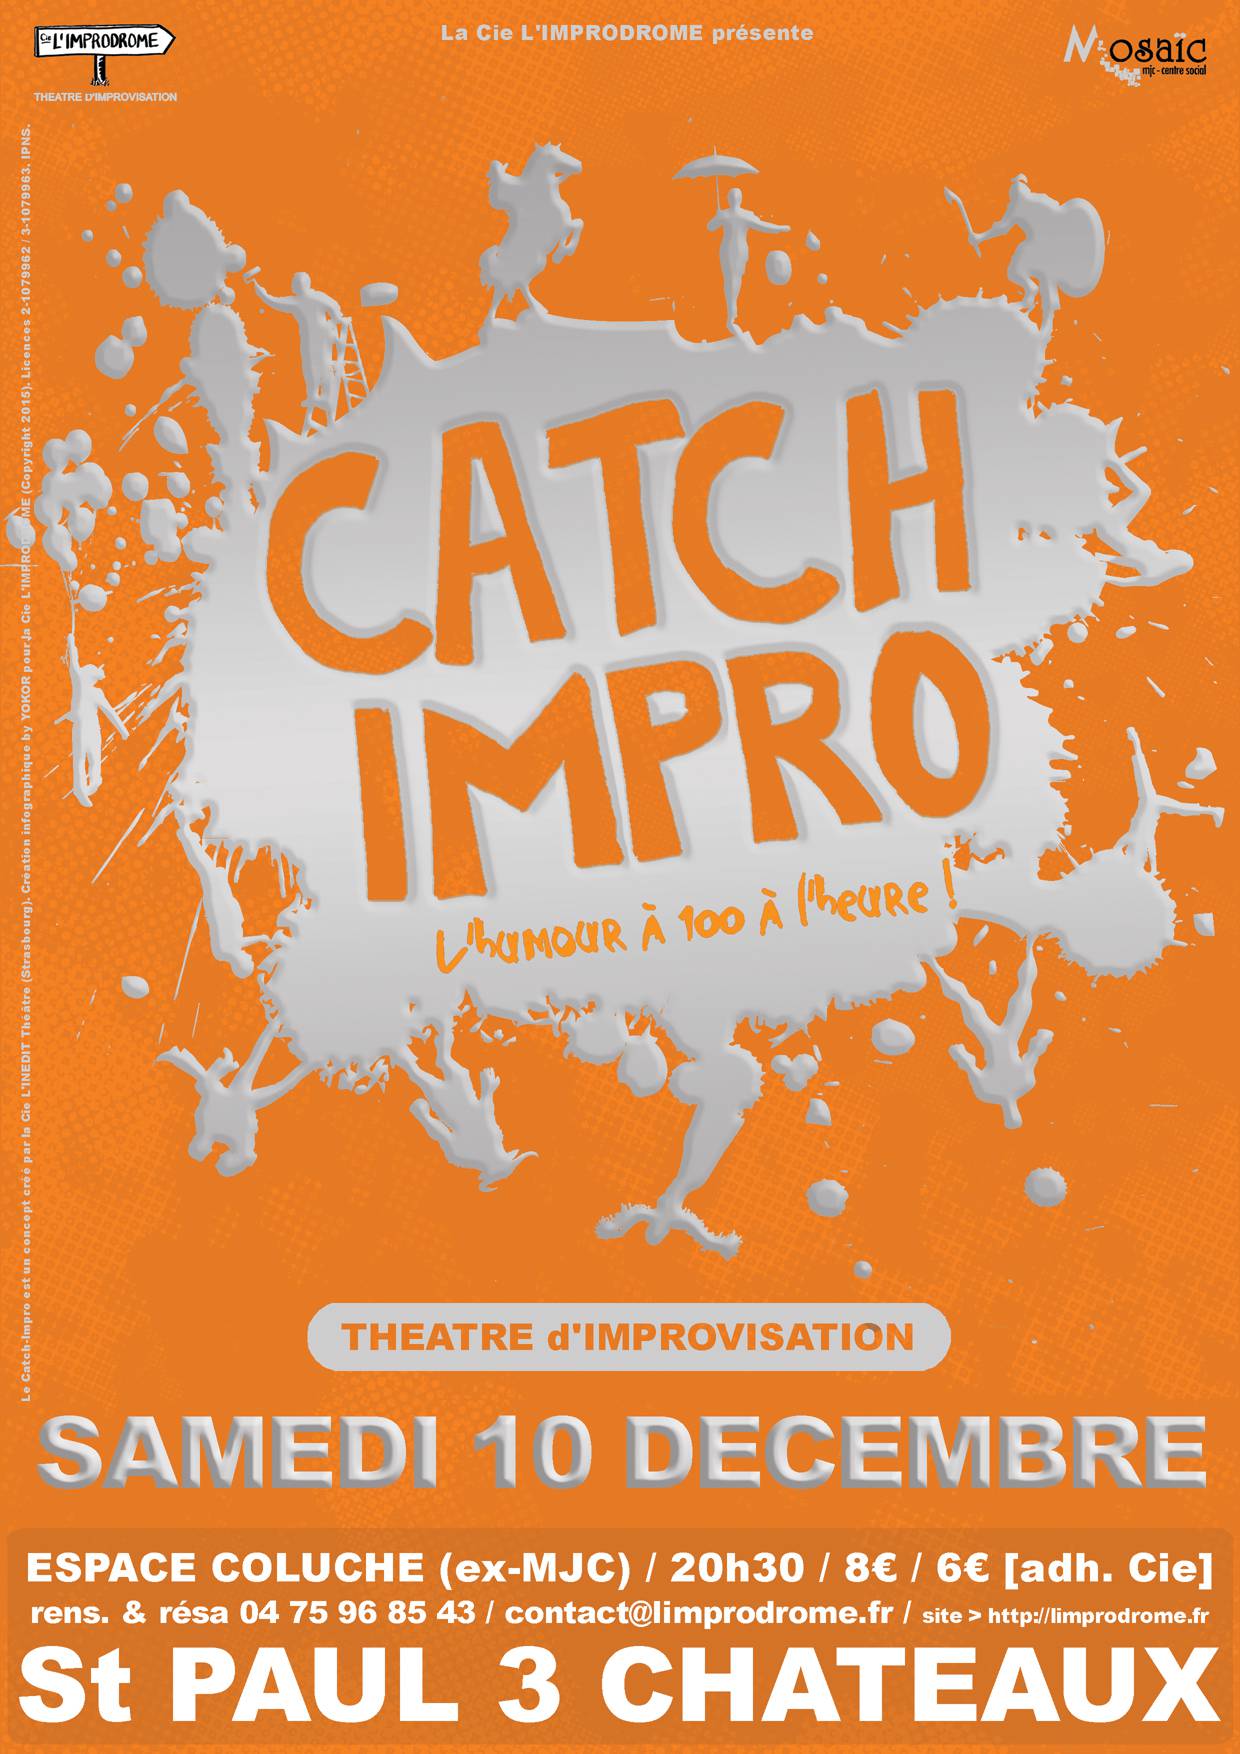 Cie L'IMPRODROME
THEATRE D'IMPROVISATION
La Cie L'IMPRODROME présente
Mosaïc
mjc - centre social
Le Catch-Impro est un concept créé par la Cie L'INEDIT Théâtre (Strasbourg). Création infographique by YOKOR pour la Cie L'IMPRODROME (Copyright 2015). Licences 2-1079962 / 3-1079963. IPNS.
CATCH
IMPRO
L'humour à 100 à l'heure !
THEATRE d'IMPROVISATION
SAMEDI 10 DECEMBRE
ESPACE COLUCHE (ex-MJC) / 20h30 / 8€ / 6€ [adh. Cie]
rens. & résa 04 75 96 85 43 / contact@limprodrome.fr / site > http://limprodrome.fr
St PAUL 3 CHATEAUX